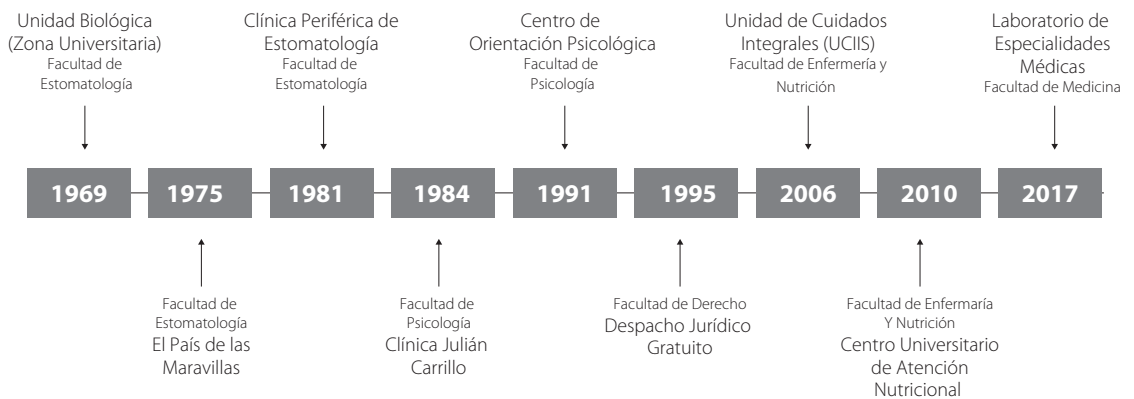 Unidad Biológica
(Zona Universitaria)
Facultad de
Estomatología
Clínica Periférica de
Estomatología
Facultad de
Estomatología
Centro de
Orientación Psicológica
Facultad de
Psicología
Unidad de Cuidados
Integrales (UCIIS)
Facultad de Enfermería y
Nutrición
Laboratorio de
Especialidades
Médicas
Facultad de Medicina
1969
1975
1981
1984
1991
1995
2006
2010
2017
Facultad de
Estomatología
El País de las
Maravillas
Facultad de
Psicología
Clínica Julián
Carrillo
Facultad de Derecho
Despacho Jurídico
Gratuito
Facultad de Enfermaría
Y Nutrición
Centro Universitario
de Atención
Nutricional